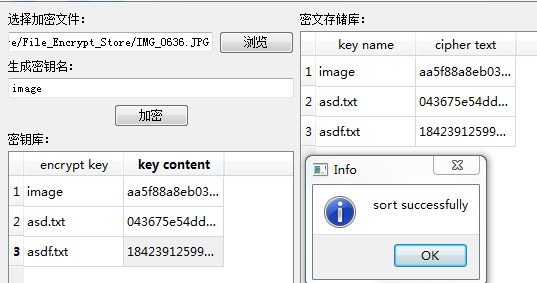 选择加密文件:
e/File_Encrypt_Store/IMG_0636.JPG
浏览
生成密钥名:
image
加密
密钥库:
encrypt key key content
1 image aa5f88a8eb03...
2 asd.txt 043675e54dd...
3 asdf.txt 18423912599...
密文存储库:
key name cipher text
1 image aa5f88a8eb03...
2 asd.txt 043675e54dd...
3 asdf.txt 18423912599...
Info
sort successfully
OK